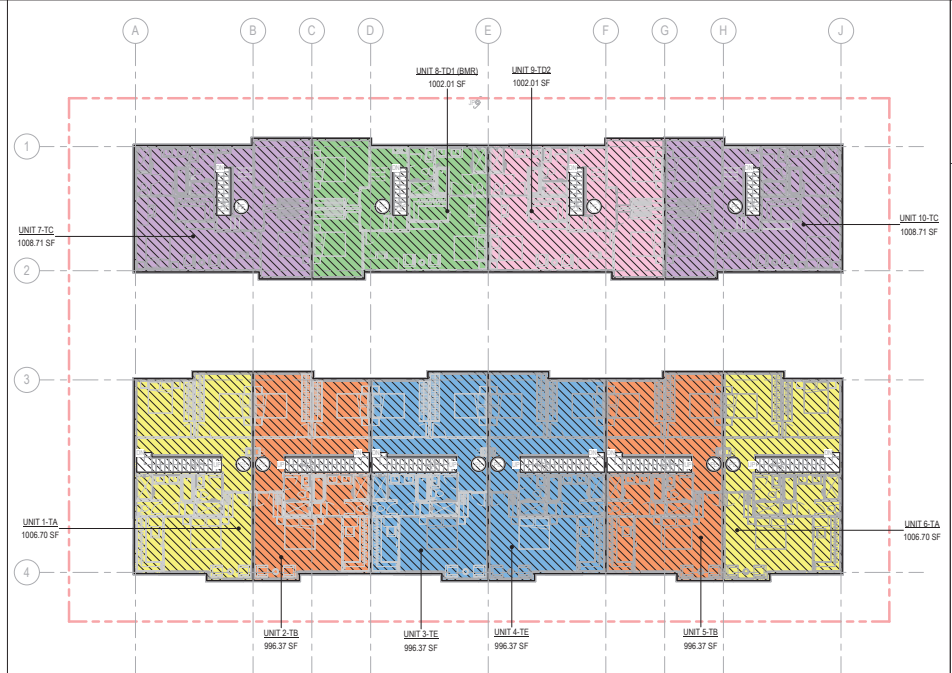 A B C D E F G H J
UNIT 8-TD1 (BMR)
1002.01 SF
UNIT 9-TD2
1002.01 SF
1
UNIT 7-TC
1008.71 SF
UNIT 10-TC
1008.71 SF
2
3
UNIT 1-TA
1006.70 SF
UNIT 6-TA
1006.70 SF
4
UNIT 2-TB
996.37 SF
UNIT 3-TE
996.37 SF
UNIT 4-TE
996.37 SF
UNIT 5-TB
996.37 SF